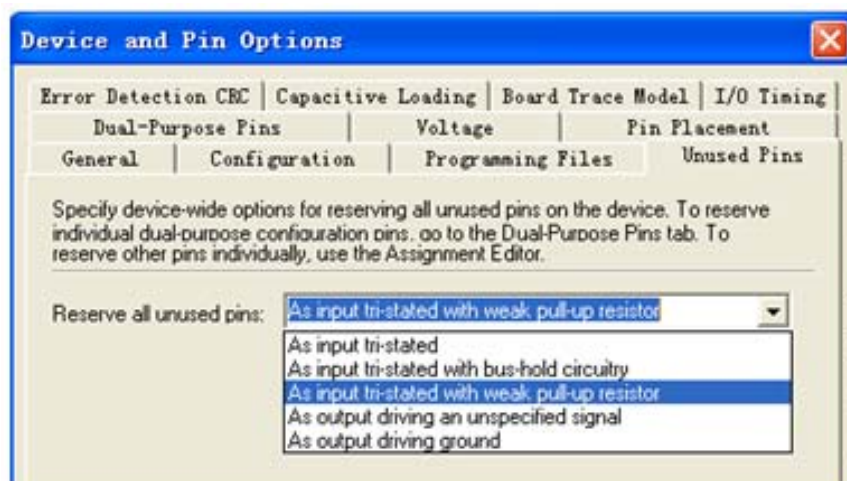 Device and Pin Options
Error Detection CRC Capacitive Loading Board Trace Model I/O Timing
Dual-Purpose Pins Voltage Pin Placement
General Configuration Programming Files Unused Pins
Specify device-wide options for reserving all unused pins on the device. To reserve
individual dual-purpose configuration pins, go to the Dual-Purpose Pins tab. To
reserve other pins individually, use the Assignment Editor.
Reserve all unused pins: As input tri-stated with weak pull-up resistor
As input tri-stated
As input tri-stated with bus-hold circuitry
As input tri-stated with weak pull-up resistor
As output driving an unspecified signal
As output driving ground